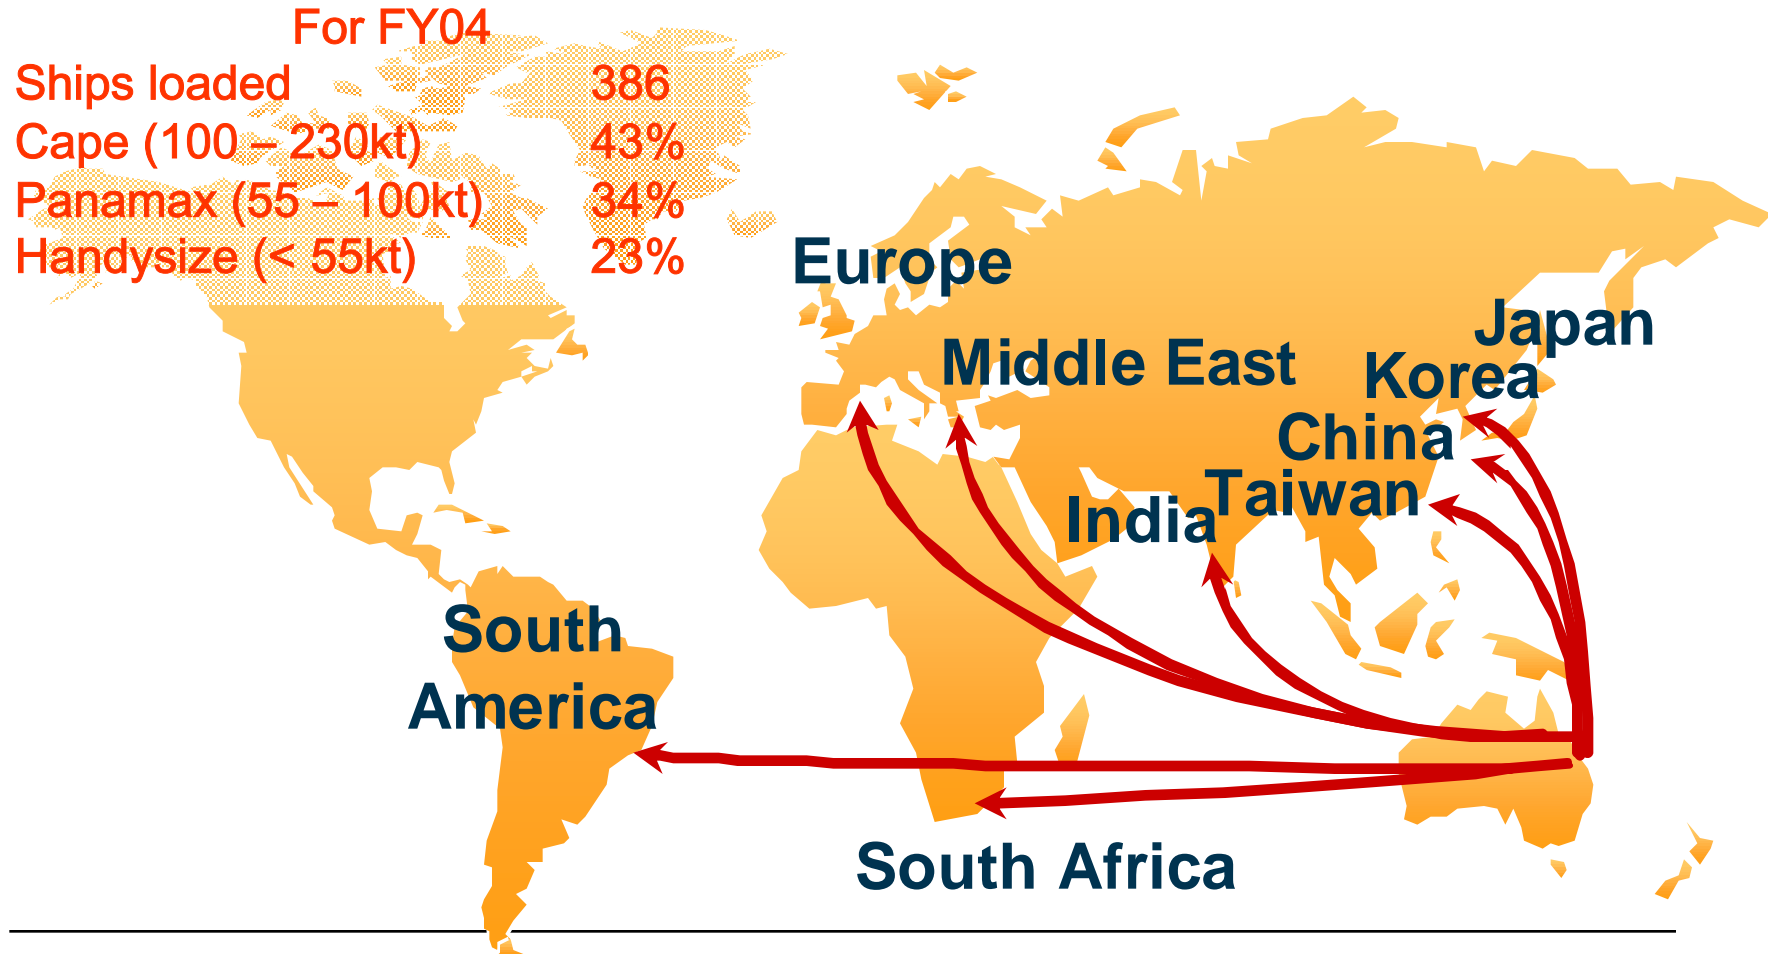 For FY04
Ships loaded 386
Cape (100 – 230kt) 43%
Panamax (55 – 100kt) 34%
Handysize (< 55kt) 23%
Europe
Japan
Middle East
Korea
China
Taiwan
India
South
America
South Africa